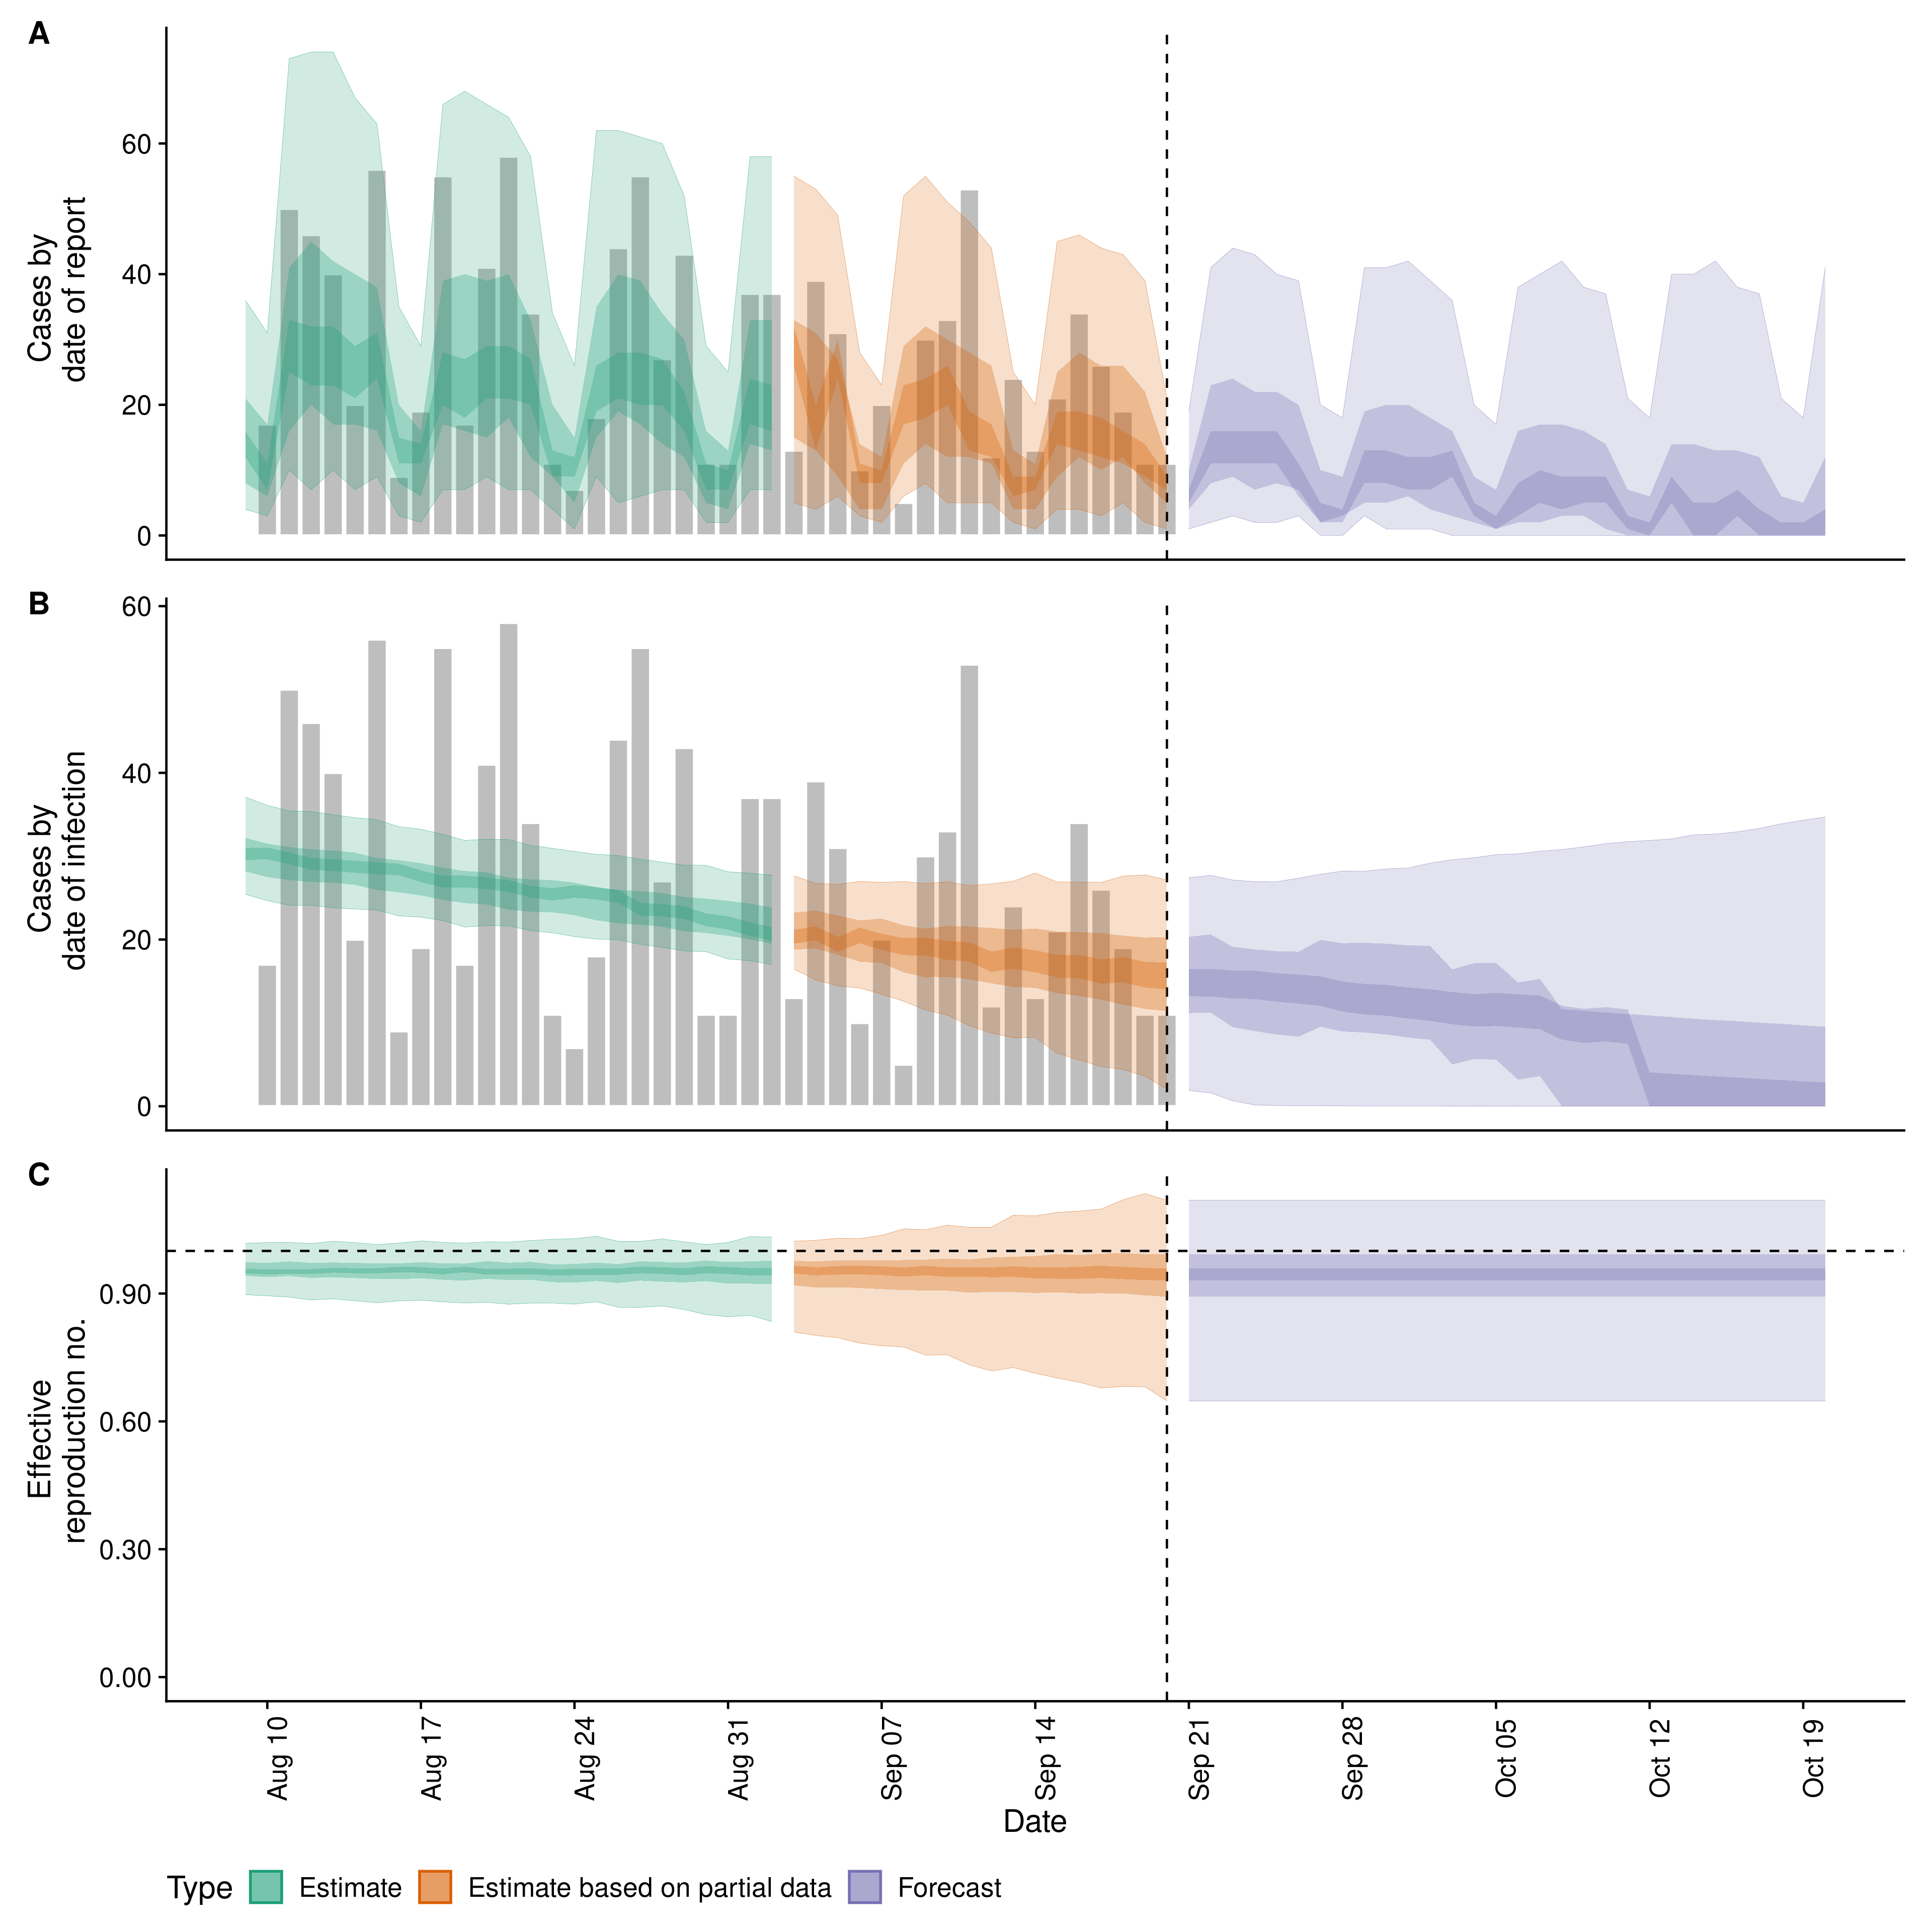 A
60
40
20
0
Cases by
date of report
B
60
40
20
0
Cases by
date of infection
C
0.90
0.60
0.30
0.00
Effective
reproduction no.
Aug 10
Aug 17
Aug 24
Aug 31
Sep 07
Sep 14
Sep 21
Sep 28
Oct 05
Oct 12
Oct 19
Date
Type Estimate Estimate based on partial data Forecast